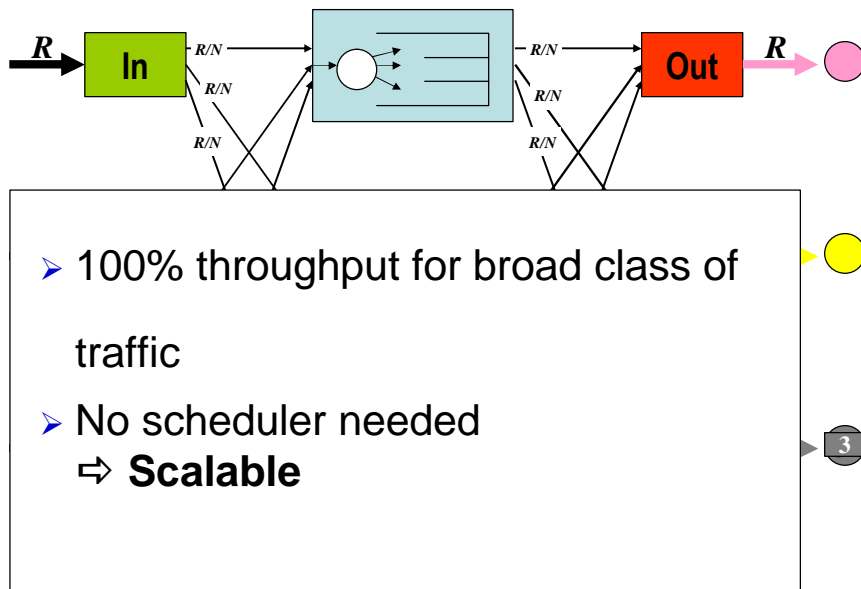 R
In
R/N
R/N
R/N
R/N
R/N
R/N
Out
R
➢ 100% throughput for broad class of
traffic
➢ No scheduler needed
⇨ Scalable
3